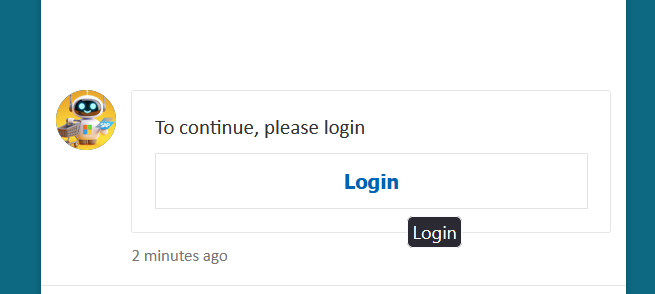 To continue, please login
Login
Login
2 minutes ago